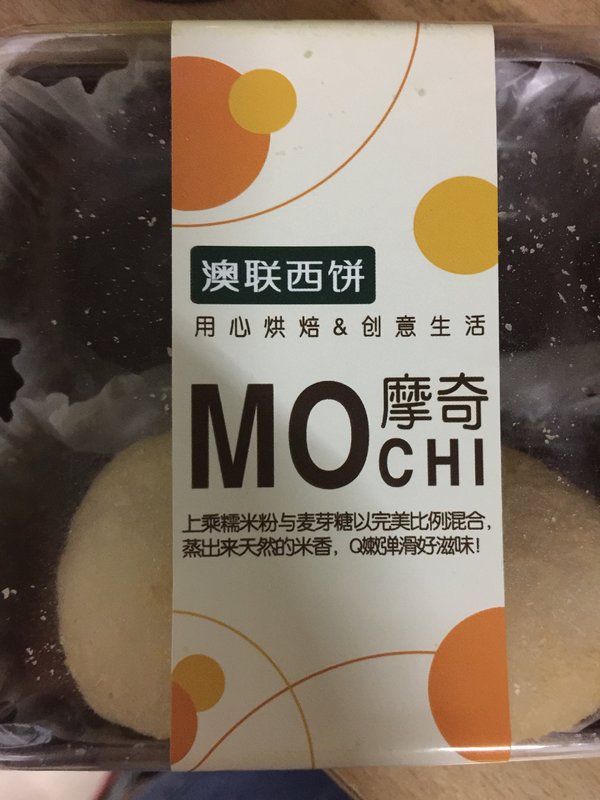 澳联西饼
用心烘焙&创意生活
MOCHI
摩奇
上乘糯米粉与麦芽糖以完美比例混合，
蒸出来天然的米香，Q嫩弹滑好滋味！